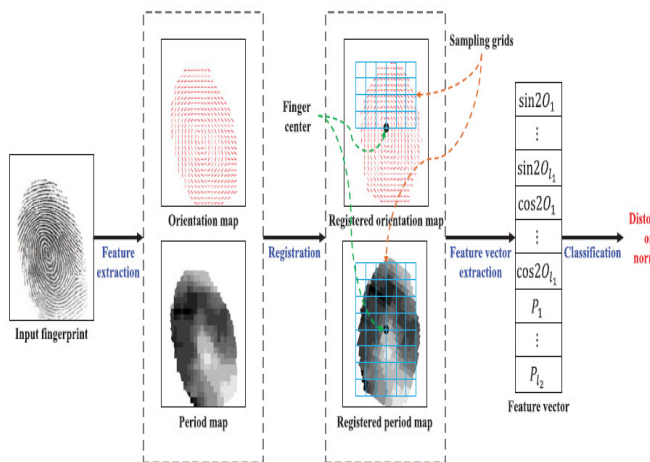 Sampling grids
Finger
center
Orientation map
Registered orientation map
Input fingerprint
Feature
extraction
Registration
Feature vector
extraction
Classification
Period map
Registered period map
sin2O₁
⋮
sin2Oₗ₁
cos2O₁
⋮
cos2Oₗ₁
P₁
⋮
Pₗ₂
Feature vector